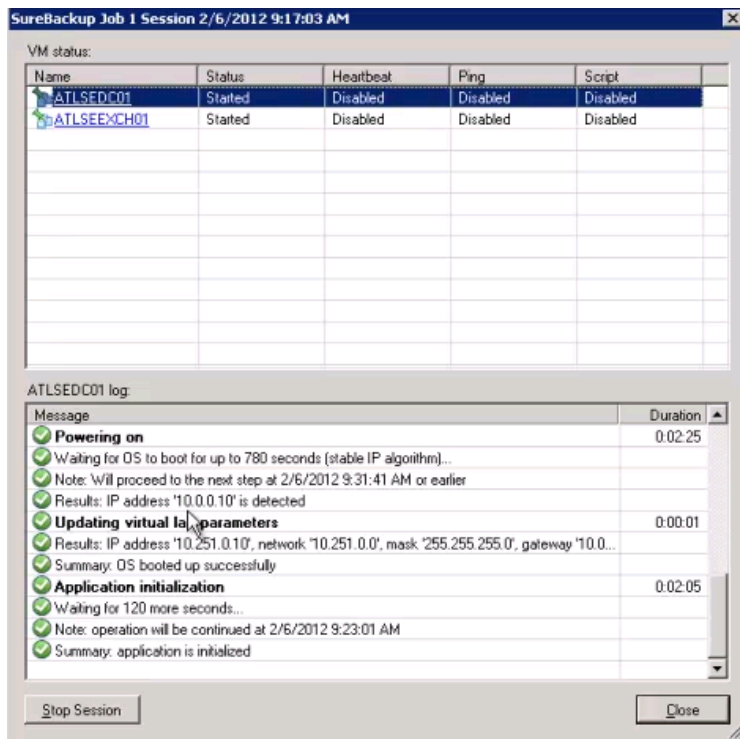 SureBackup Job 1 Session 2/6/2012 9:17:03 AM
VM status:
Name Status Heartbeat Ping Script
ATLSEDC01 Started Disabled Disabled Disabled
ATLSEEXCH01 Started Disabled Disabled Disabled
ATLSEDC01 log:
Message Duration
Powering on 0:02:25
Waiting for OS to boot for up to 780 seconds (stable IP algorithm)...
Note: Will proceed to the next step at 2/6/2012 9:31:41 AM or earlier
Results: IP address '10.0.0.10' is detected
Updating virtual parameters 0:00:01
Results: IP address '10.251.0.10', network '10.251.0.0', mask '255.255.255.0', gateway '10.0...
Summary: OS booted up successfully
Application initialization 0:02:05
Waiting for 120 more seconds...
Note: operation will be continued at 2/6/2012 9:23:01 AM
Summary: application is initialized
Stop Session Close